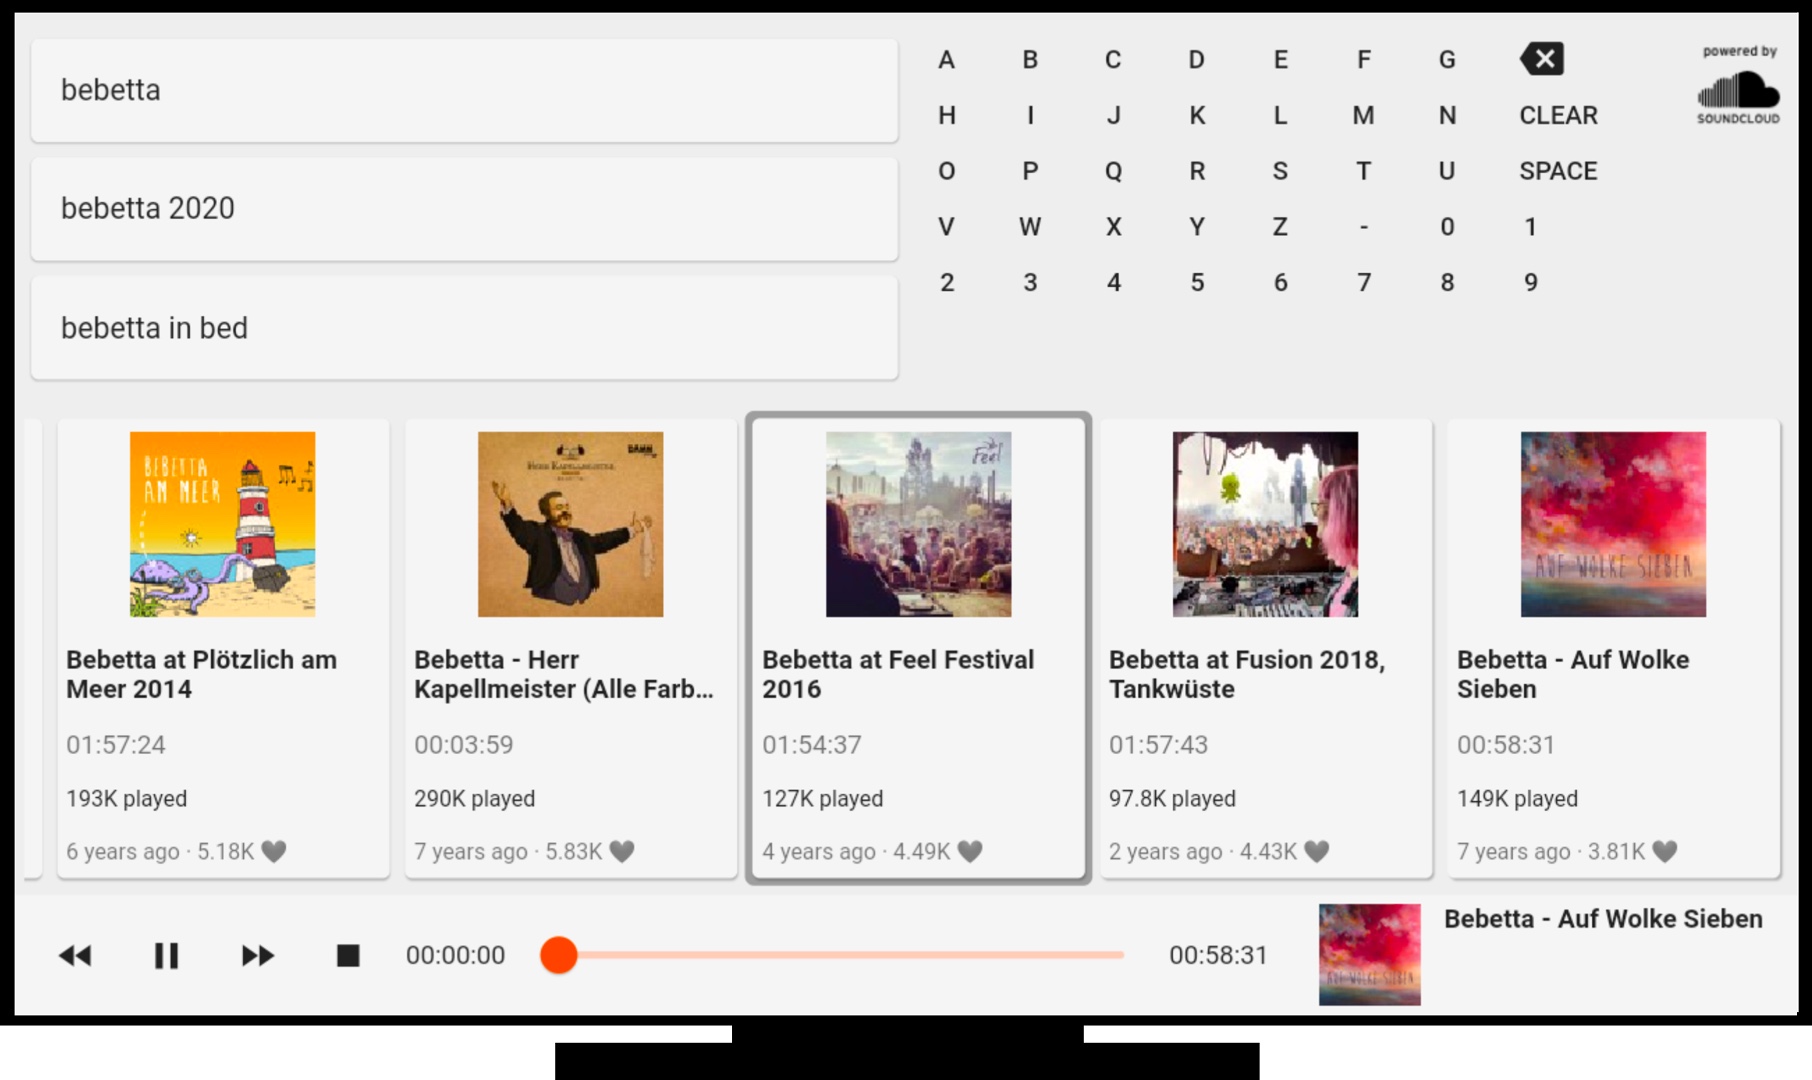 bebetta
bebetta 2020
bebetta in bed
A B C D E F G
H I J K L M N CLEAR
O P Q R S T U SPACE
V W X Y Z - 0 1
2 3 4 5 6 7 8 9
powered by
SOUNDCLOUD
BEBETTA
AM MEER
Bebetta at Plötzlich am
Meer 2014
01:57:24
193K played
6 years ago · 5.18K
HERR KAPELLMEISTER
DAMN
Bebetta - Herr
Kapellmeister (Alle Farb...
00:03:59
290K played
7 years ago · 5.83K
Feel
Bebetta at Feel Festival
2016
01:54:37
127K played
4 years ago · 4.49K
Bebetta at Fusion 2018,
Tankwüste
01:57:43
97.8K played
2 years ago · 4.43K
AUF WOLKE SIEBEN
Bebetta - Auf Wolke
Sieben
00:58:31
149K played
7 years ago · 3.81K
00:00:00
00:58:31
AUF WOLKE SIEBEN
Bebetta - Auf Wolke Sieben